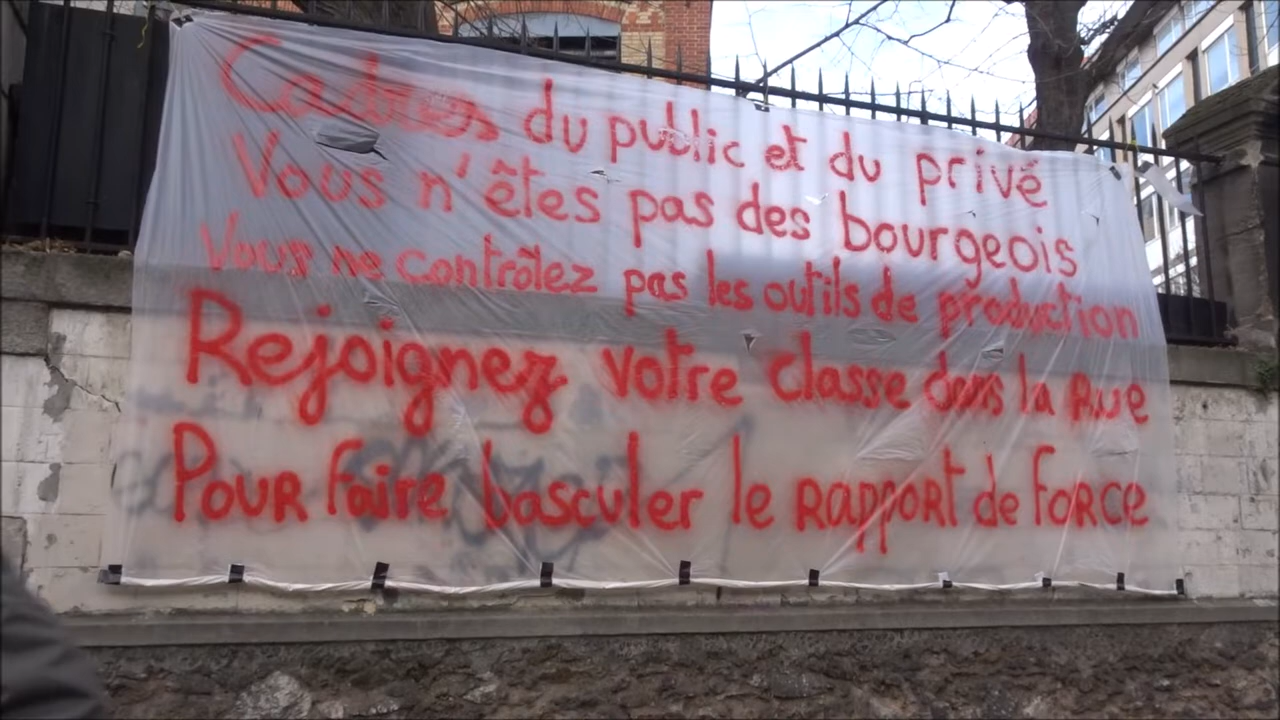 Cadres du public et du privé
Vous n'êtes pas des bourgeois
Vous ne contrôlez pas les outils de production
Rejoignez votre classe dans la Rue
Pour faire basculer le Rapport de Force